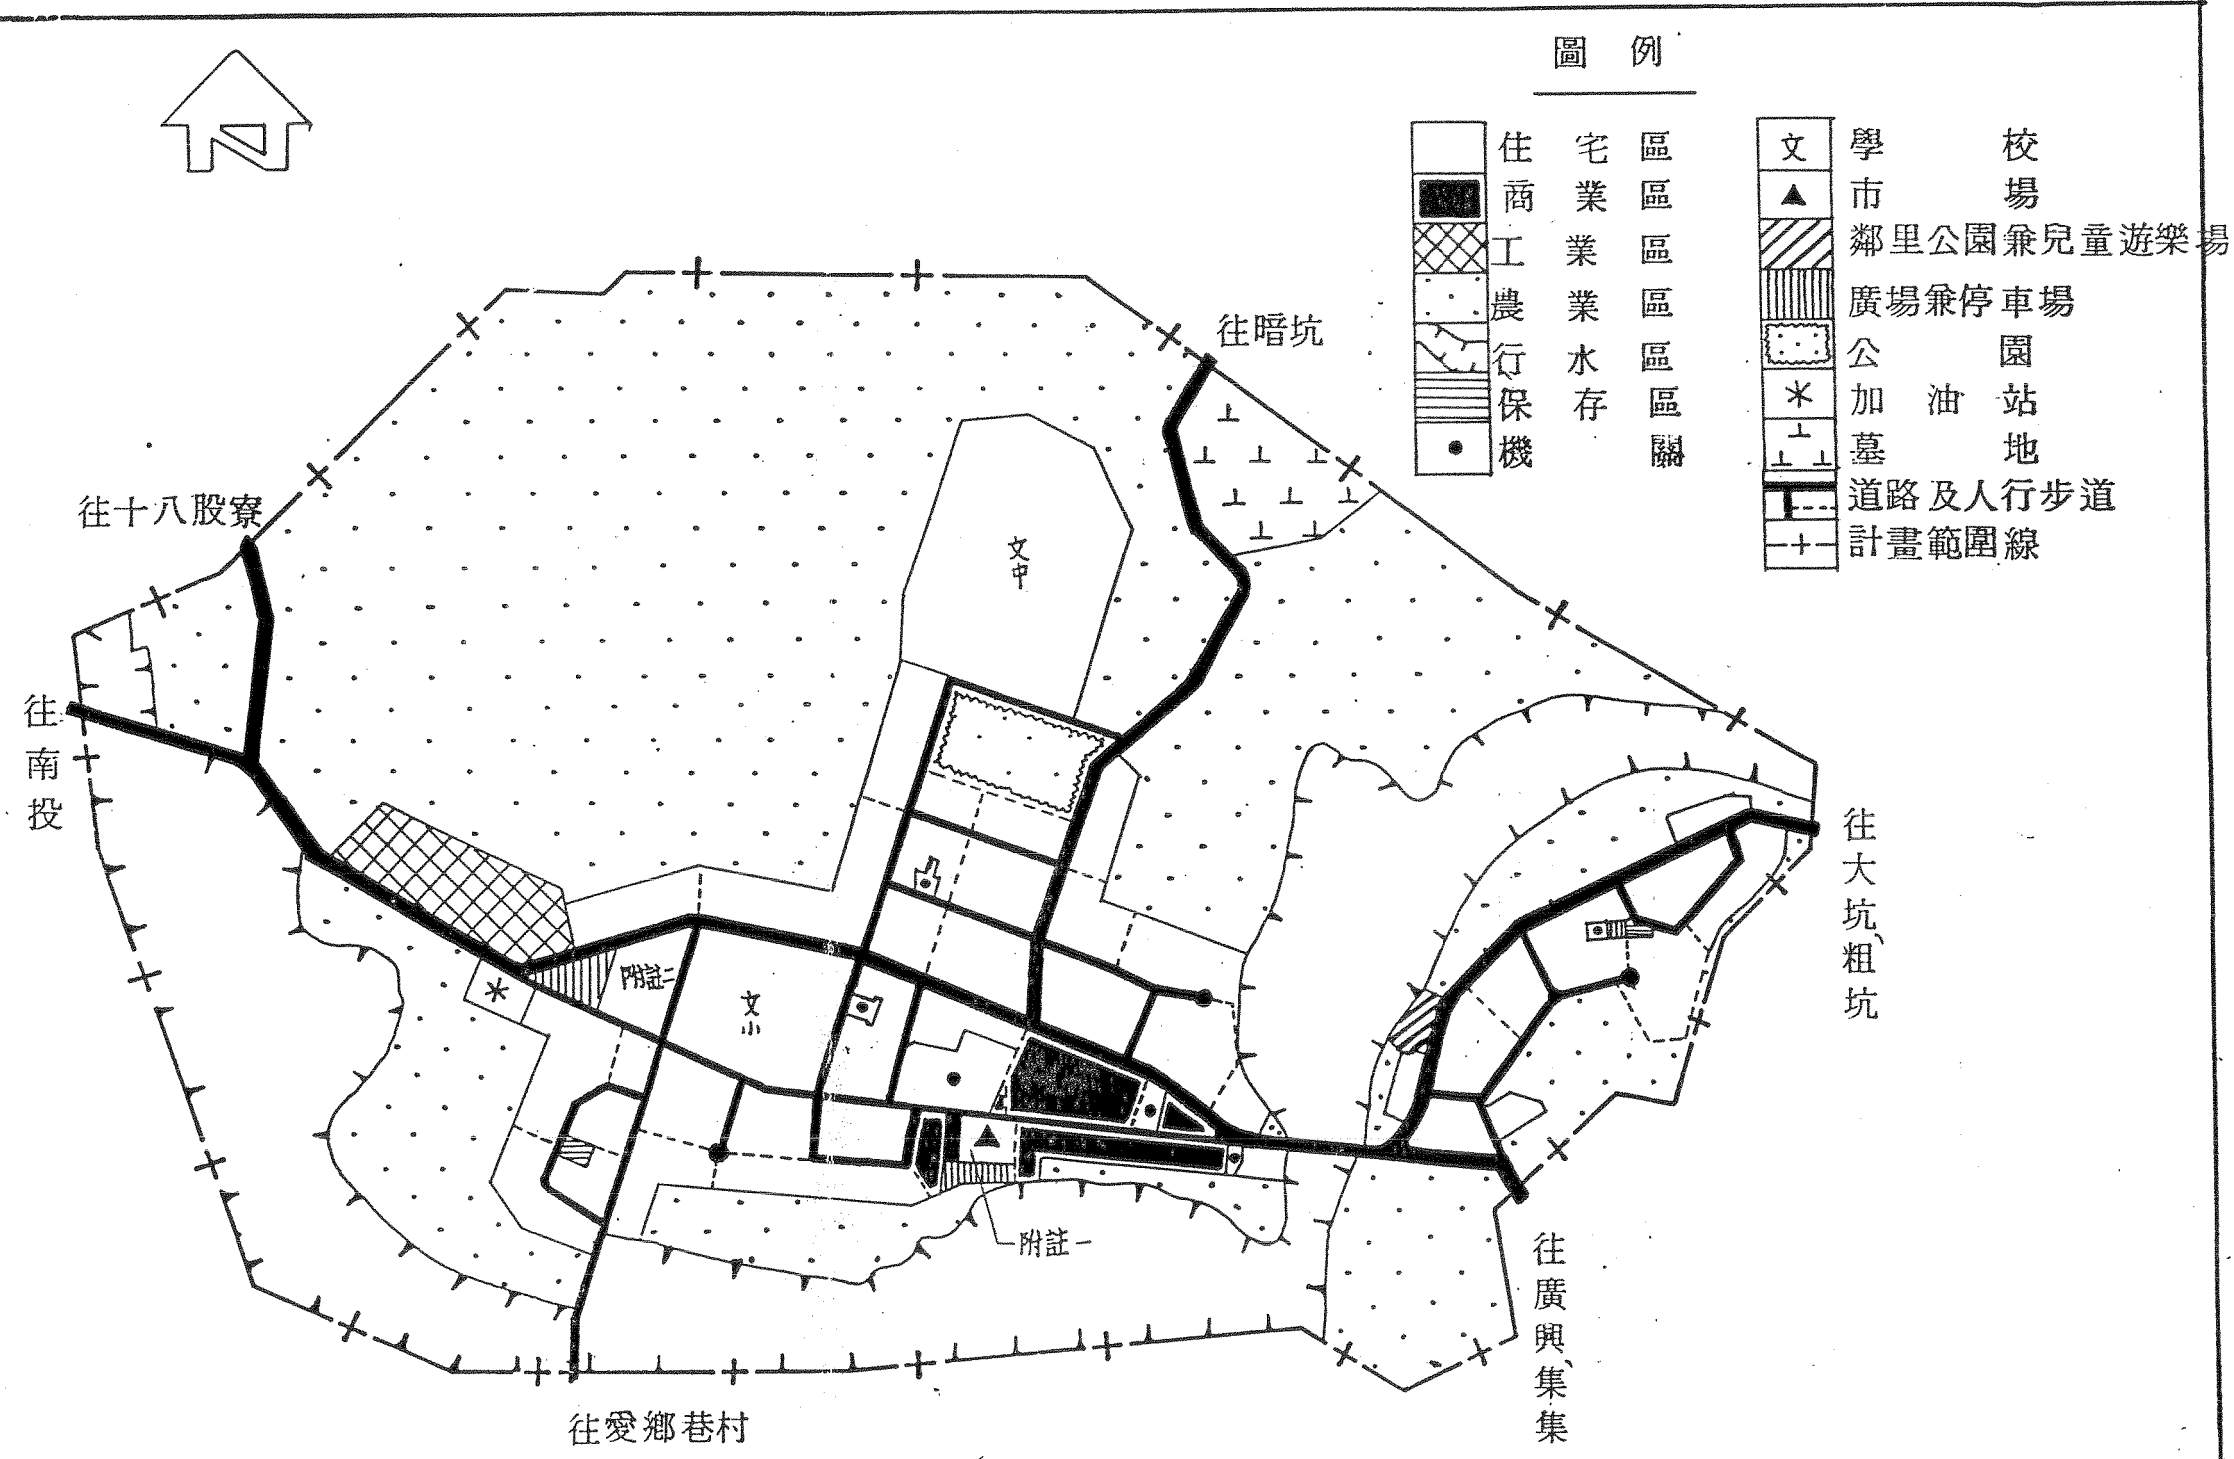 圖例
住宅區
商業區
工業區
農業區
行水區
保存區
機關
文 學校
市場
鄰里公園兼兒童遊樂場
廣場兼停車場
公園
加油站
墓地
道路及人行步道
計畫範圍線
N
往暗坑
往十八股寮
往南投
文中
附註二
文小
附註一
往大坑、粗坑
往廣興、集集
往愛鄉巷村